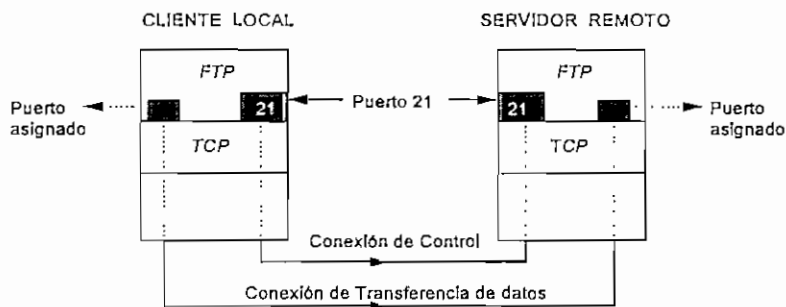 CLIENTE LOCAL
SERVIDOR REMOTO
FTP
FTP
Puerto asignado
21
Puerto 21
21
Puerto asignado
TCP
TCP
Conexión de Control
Conexión de Transferencia de datos